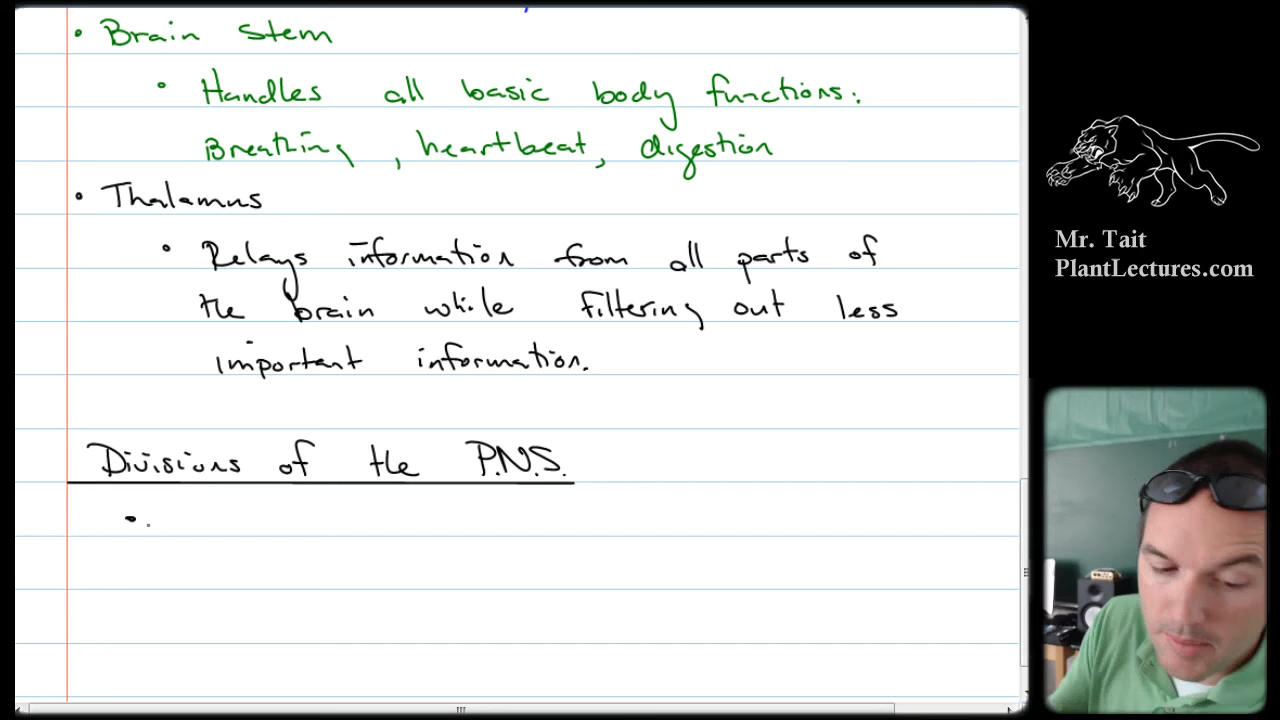 • Brain stem
• Handles all basic body functions:
Breathing, heartbeat, digestion
• Thalamus
• Relays information from all parts of
the brain while filtering out less
important information.
Divisions of the P.N.S.
•
Mr. Tait
PlantLectures.com